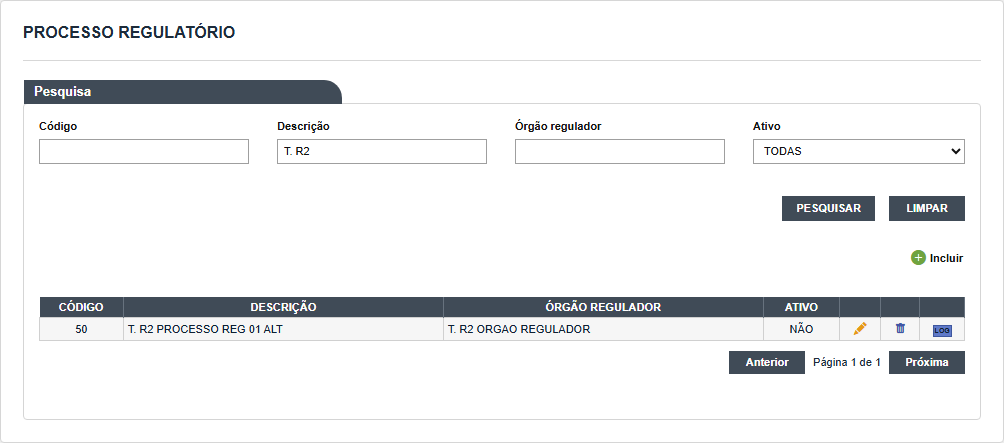 PROCESSO REGULATÓRIO
Pesquisa
Código Descrição Órgão regulador Ativo
T. R2 TODAS
PESQUISAR LIMPAR
Incluir
CÓDIGO DESCRIÇÃO ÓRGÃO REGULADOR ATIVO
50 T. R2 PROCESSO REG 01 ALT T. R2 ORGAO REGULADOR NÃO LOG
Anterior Página 1 de 1 Próxima